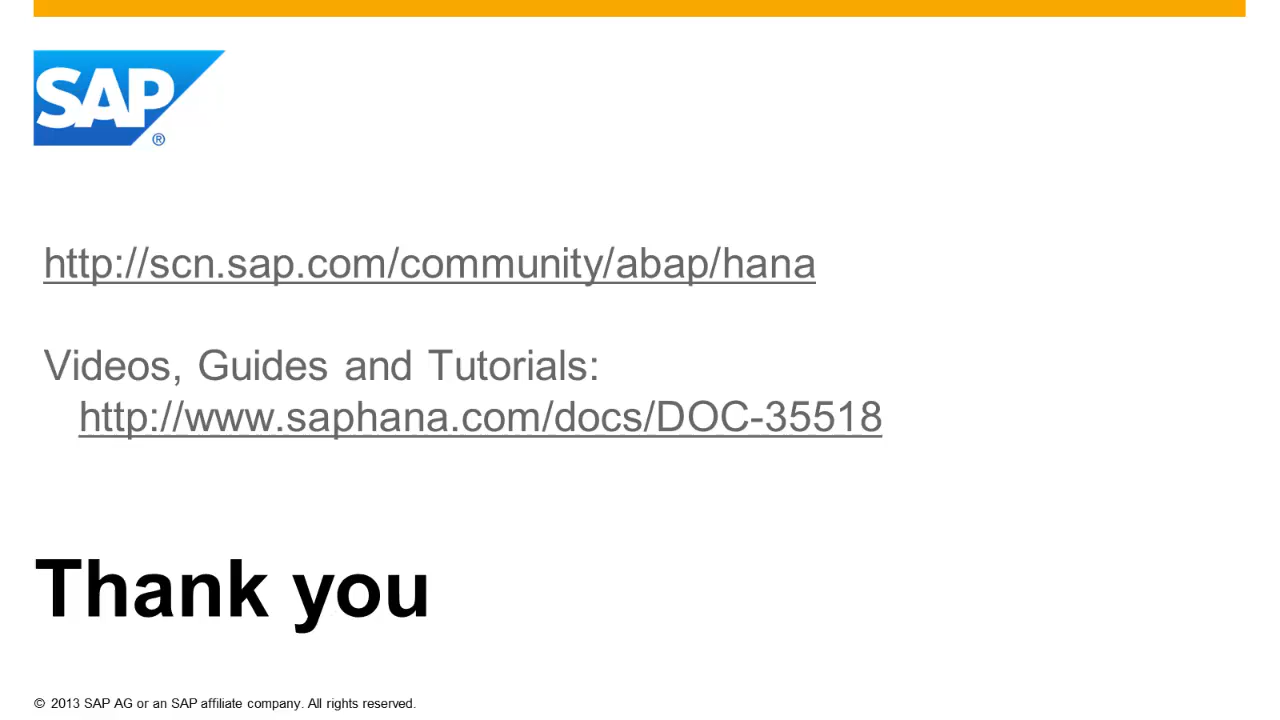 SAP ®
http://scn.sap.com/community/abap/hana
Videos, Guides and Tutorials:
http://www.saphana.com/docs/DOC-35518
Thank you
© 2013 SAP AG or an SAP affiliate company. All rights reserved.